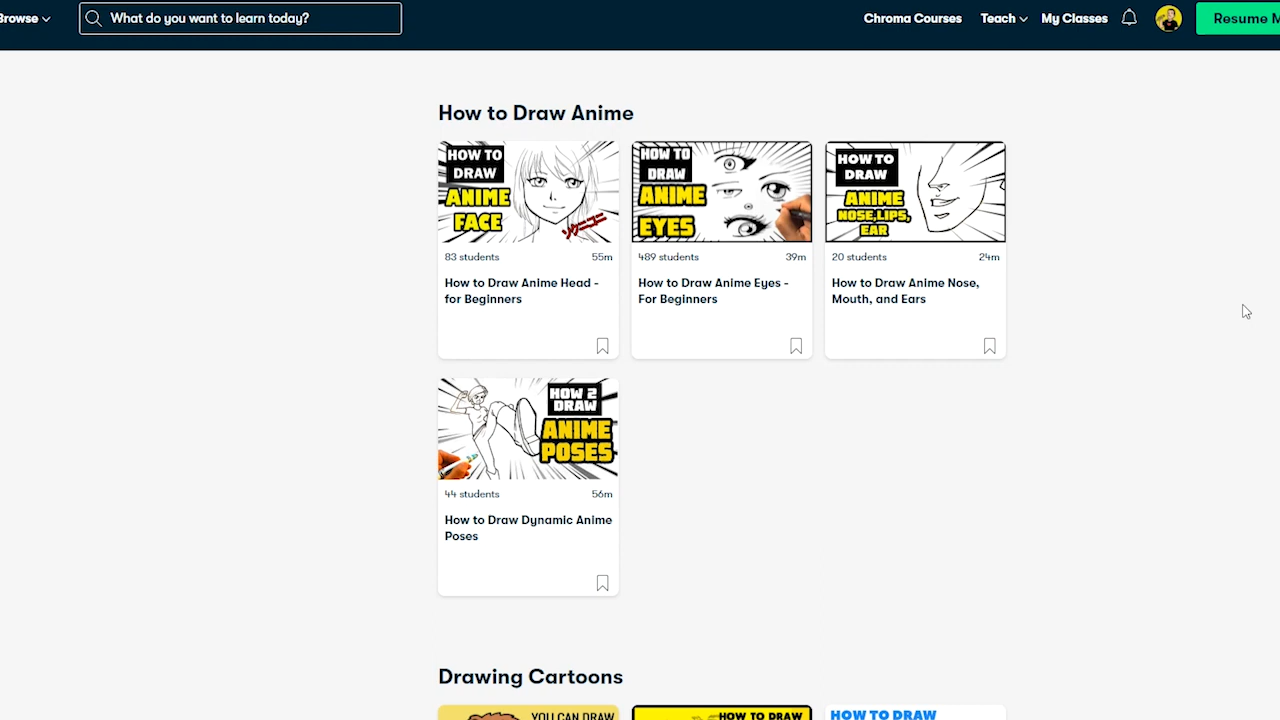 Browse
What do you want to learn today?
Chroma Courses
Teach
My Classes
Resume M
How to Draw Anime
HOW TO
DRAW
ANIME
FACE
83 students
55m
How to Draw Anime Head -
for Beginners
HOW TO
DRAW
ANIME
EYES
489 students
39m
How to Draw Anime Eyes -
For Beginners
HOW TO
DRAW
ANIME
NOSE,LIPS,
EAR
20 students
24m
How to Draw Anime Nose,
Mouth, and Ears
HOW 2
DRAW
ANIME
POSES
44 students
56m
How to Draw Dynamic Anime
Poses
Drawing Cartoons
YOU CAN DRAW
HOW TO DRAW
HOW TO DRAW